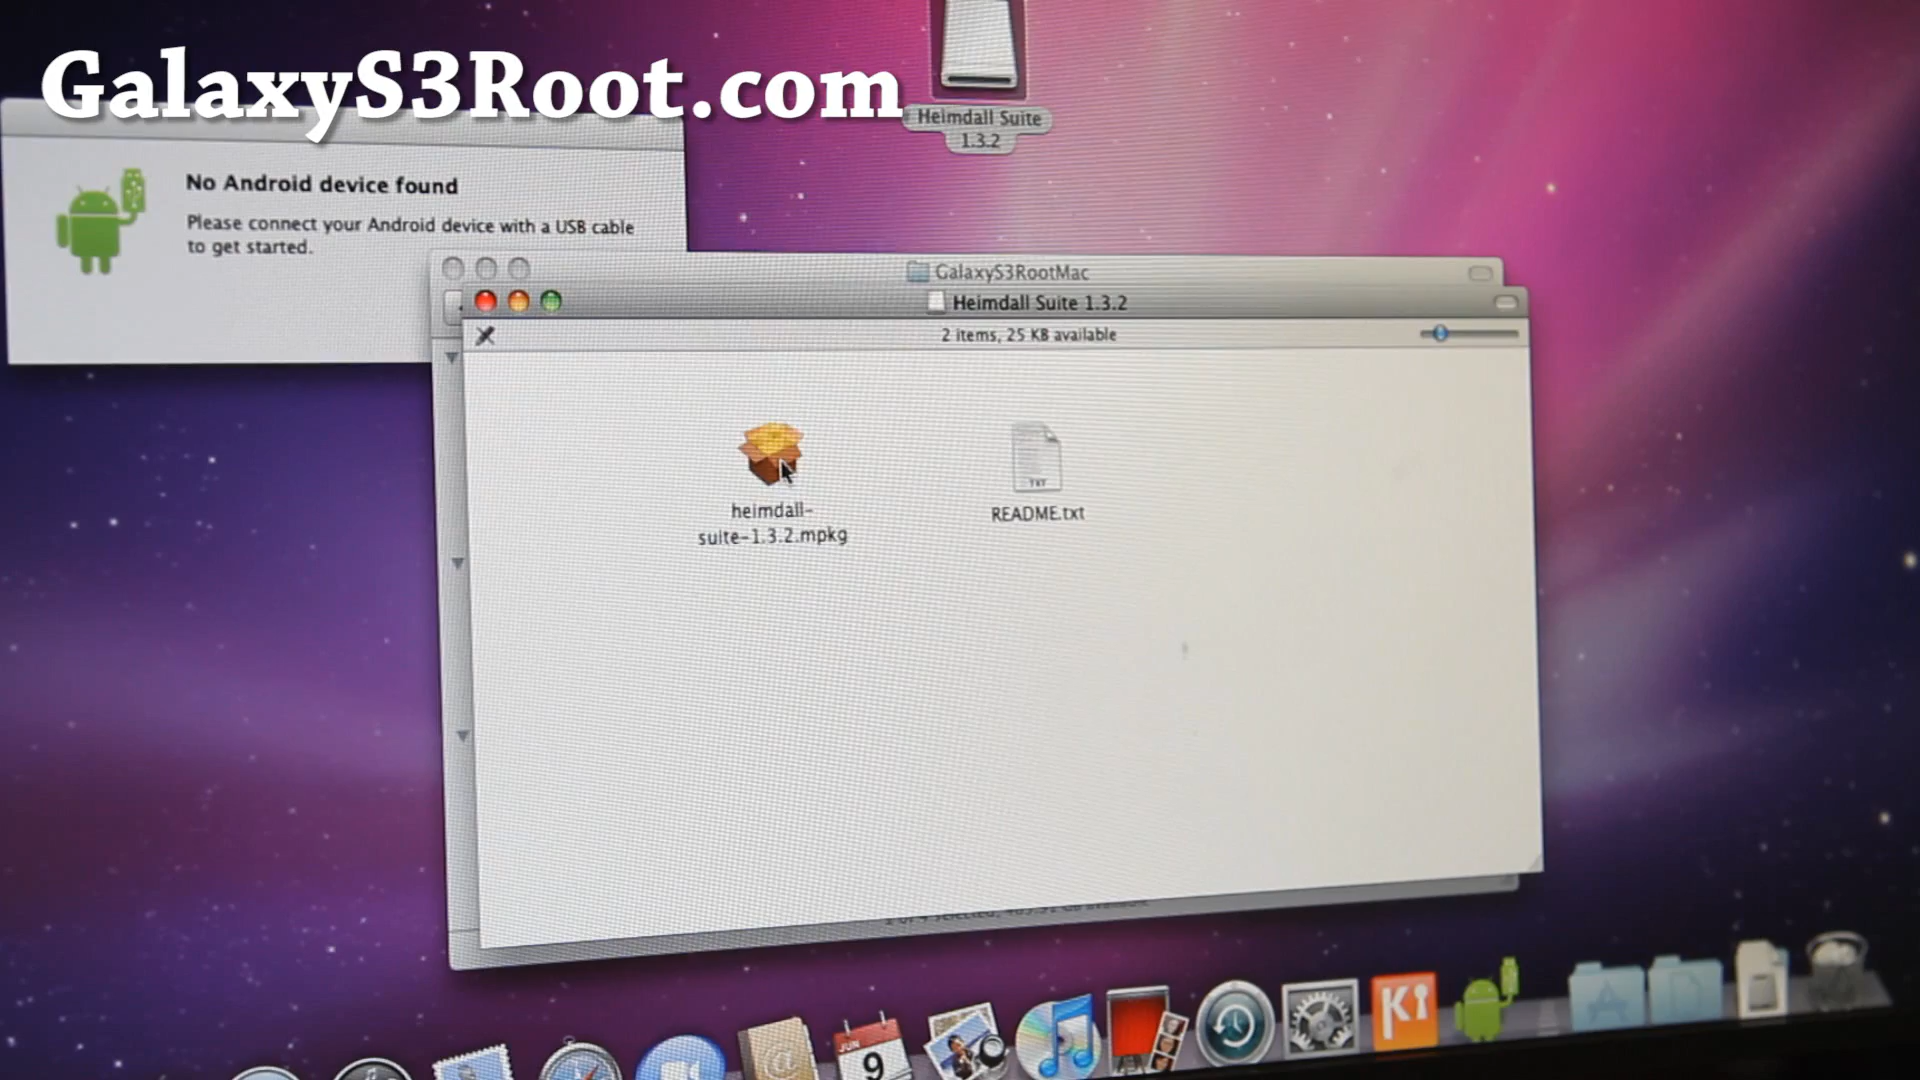 GalaxyS3Root.com
Heimdall Suite
1.3.2
No Android device found
Please connect your Android device with a USB cable
to get started.
GalaxyS3RootMac
Heimdall Suite 1.3.2
2 items, 25 KB available
TXT
heimdall-
suite-1.3.2.mpkg
README.txt
JUN
9
@
Ki